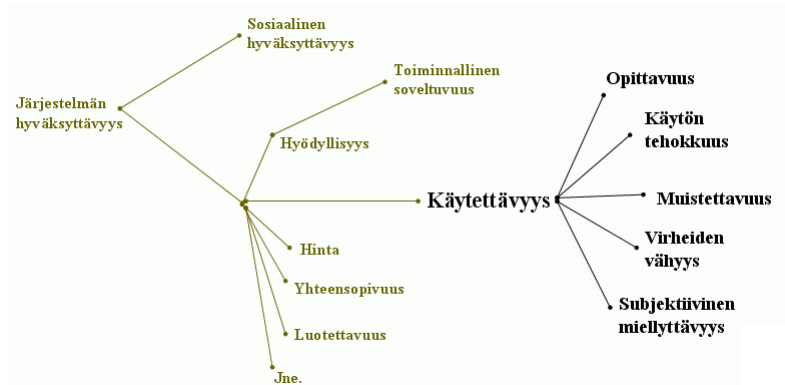 Sosiaalinen
hyväksyttävyys
Toiminnallinen
soveltuvuus
Järjestelmän
hyväksyttävyys
Hyödyllisyys
Käytettävyys
Hinta
Yhteensopivuus
Luotettavuus
Jne.
Opittavuus
Käytön
tehokkuus
Muistettavuus
Virheiden
vähyys
Subjektiivinen
miellyttävyys